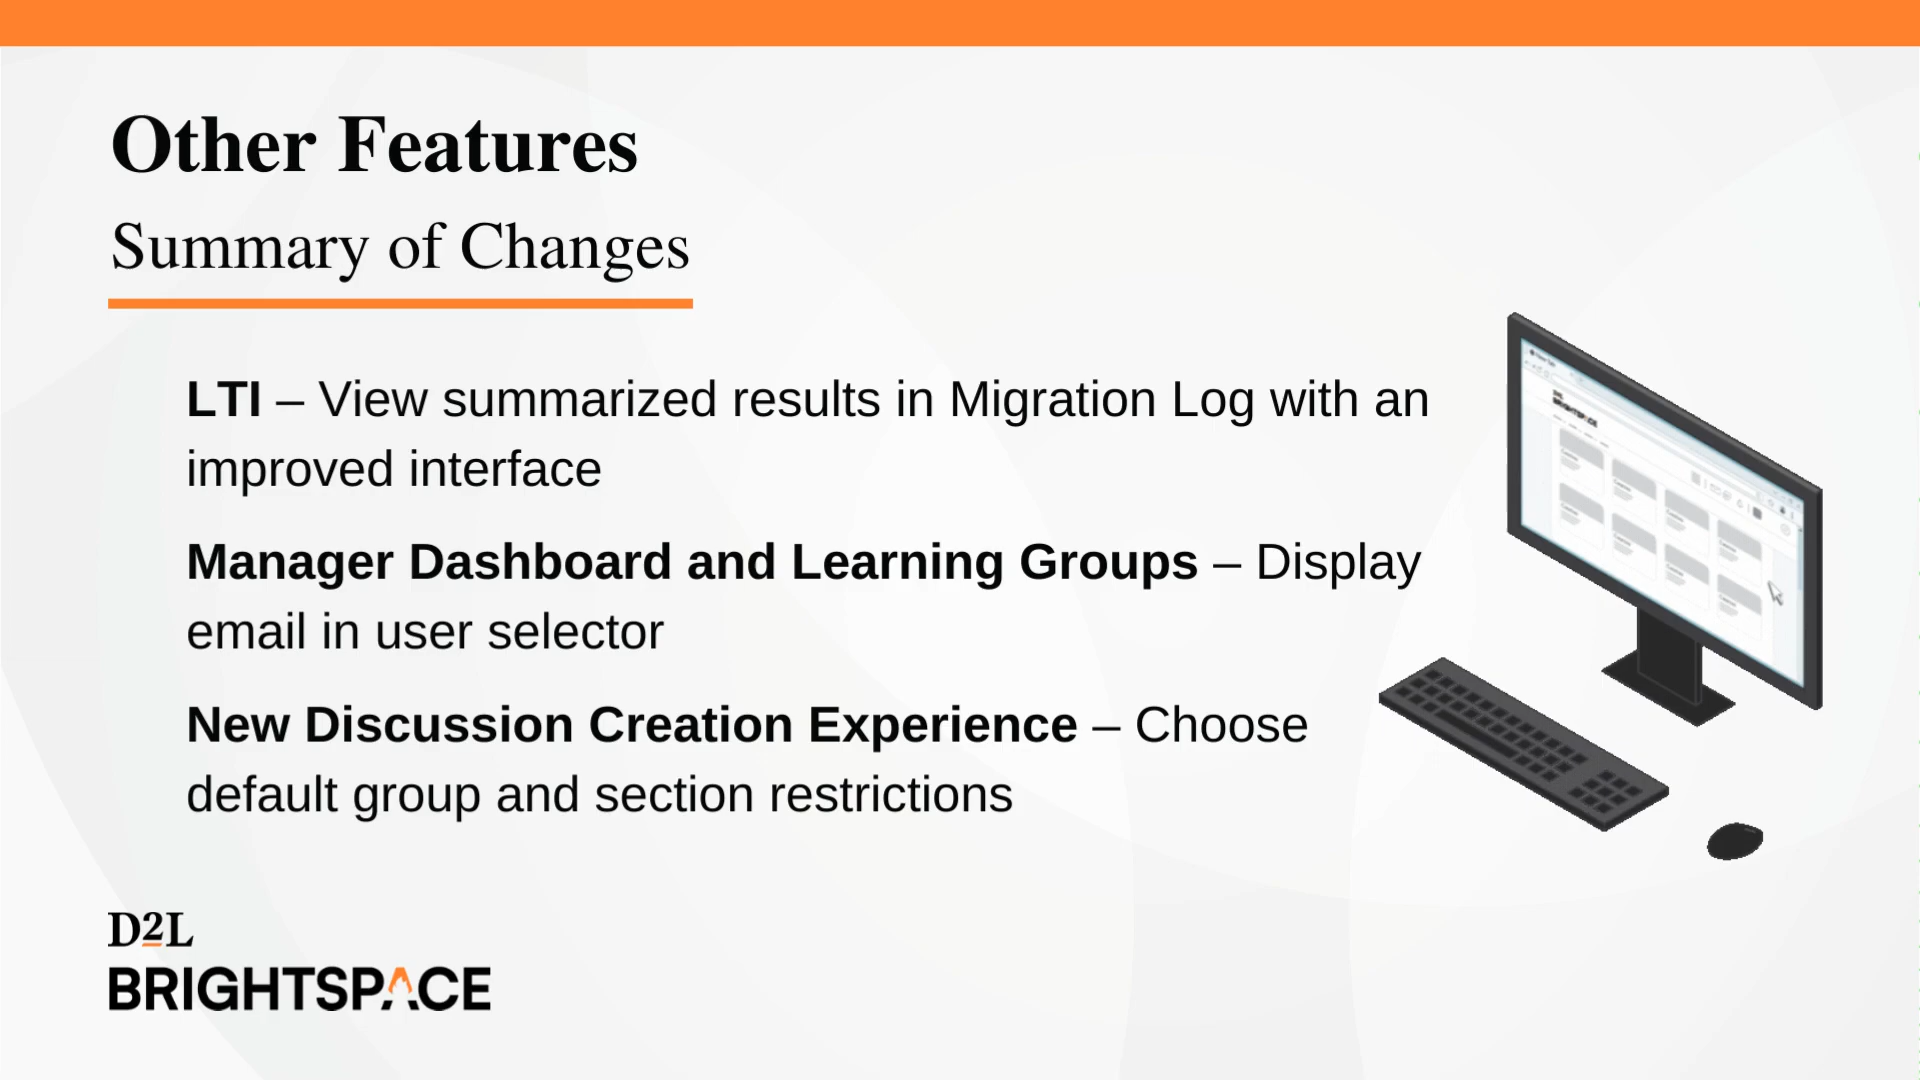 Other Features
Summary of Changes
LTI – View summarized results in Migration Log with an
improved interface
Manager Dashboard and Learning Groups – Display
email in user selector
New Discussion Creation Experience – Choose
default group and section restrictions
D2L
BRIGHTSPACE